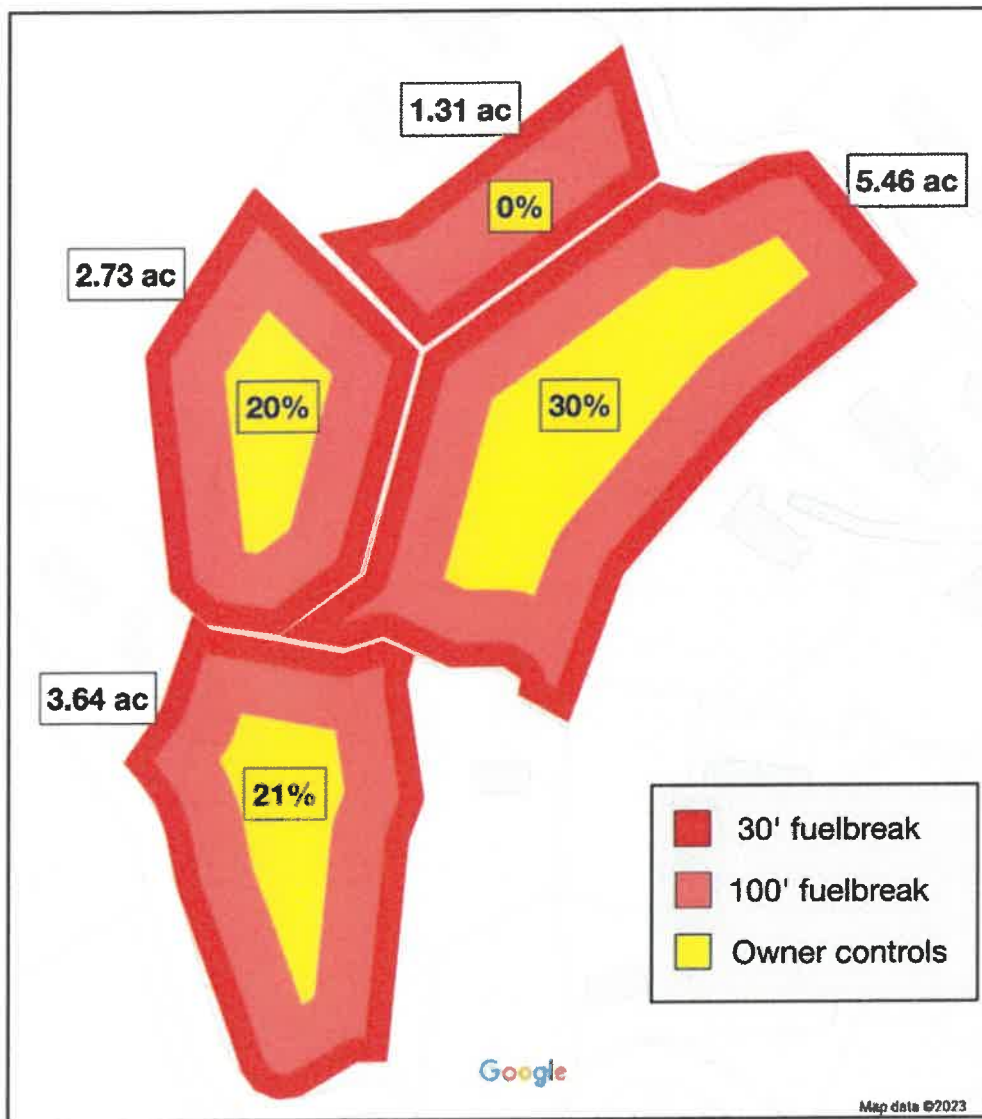 1.31 ac
5.46 ac
0%
2.73 ac
20%
30%
3.64 ac
21%
30' fuelbreak
100' fuelbreak
Owner controls
Google
Map data ©2023